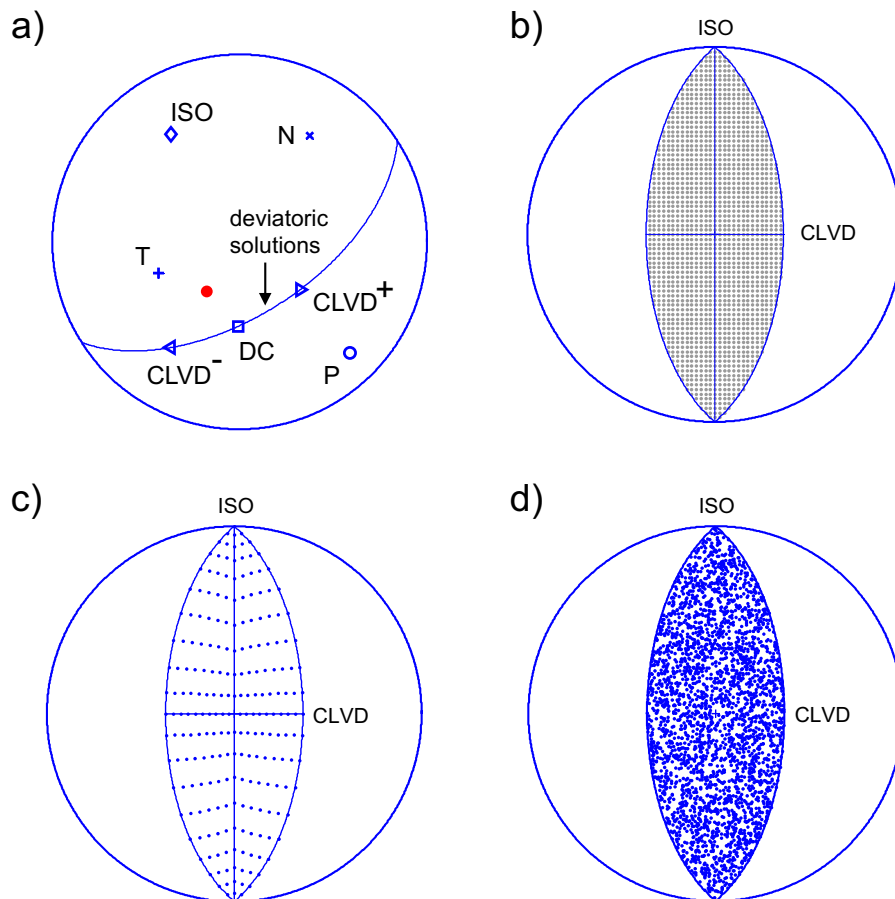 a)
ISO
N
deviatoric
solutions
T
CLVD+
DC
CLVD-
P
b)
ISO
CLVD
c)
ISO
CLVD
d)
ISO
CLVD